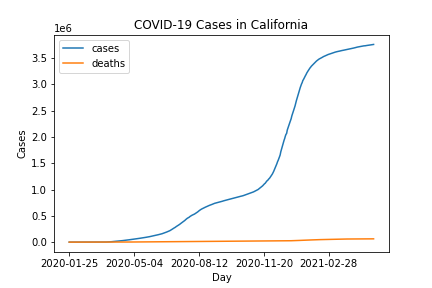 COVID-19 Cases in California
1e6
cases
deaths
3.5
3.0
2.5
2.0
1.5
1.0
0.5
0.0
Cases
2020-01-25 2020-05-04 2020-08-12 2020-11-20 2021-02-28
Day